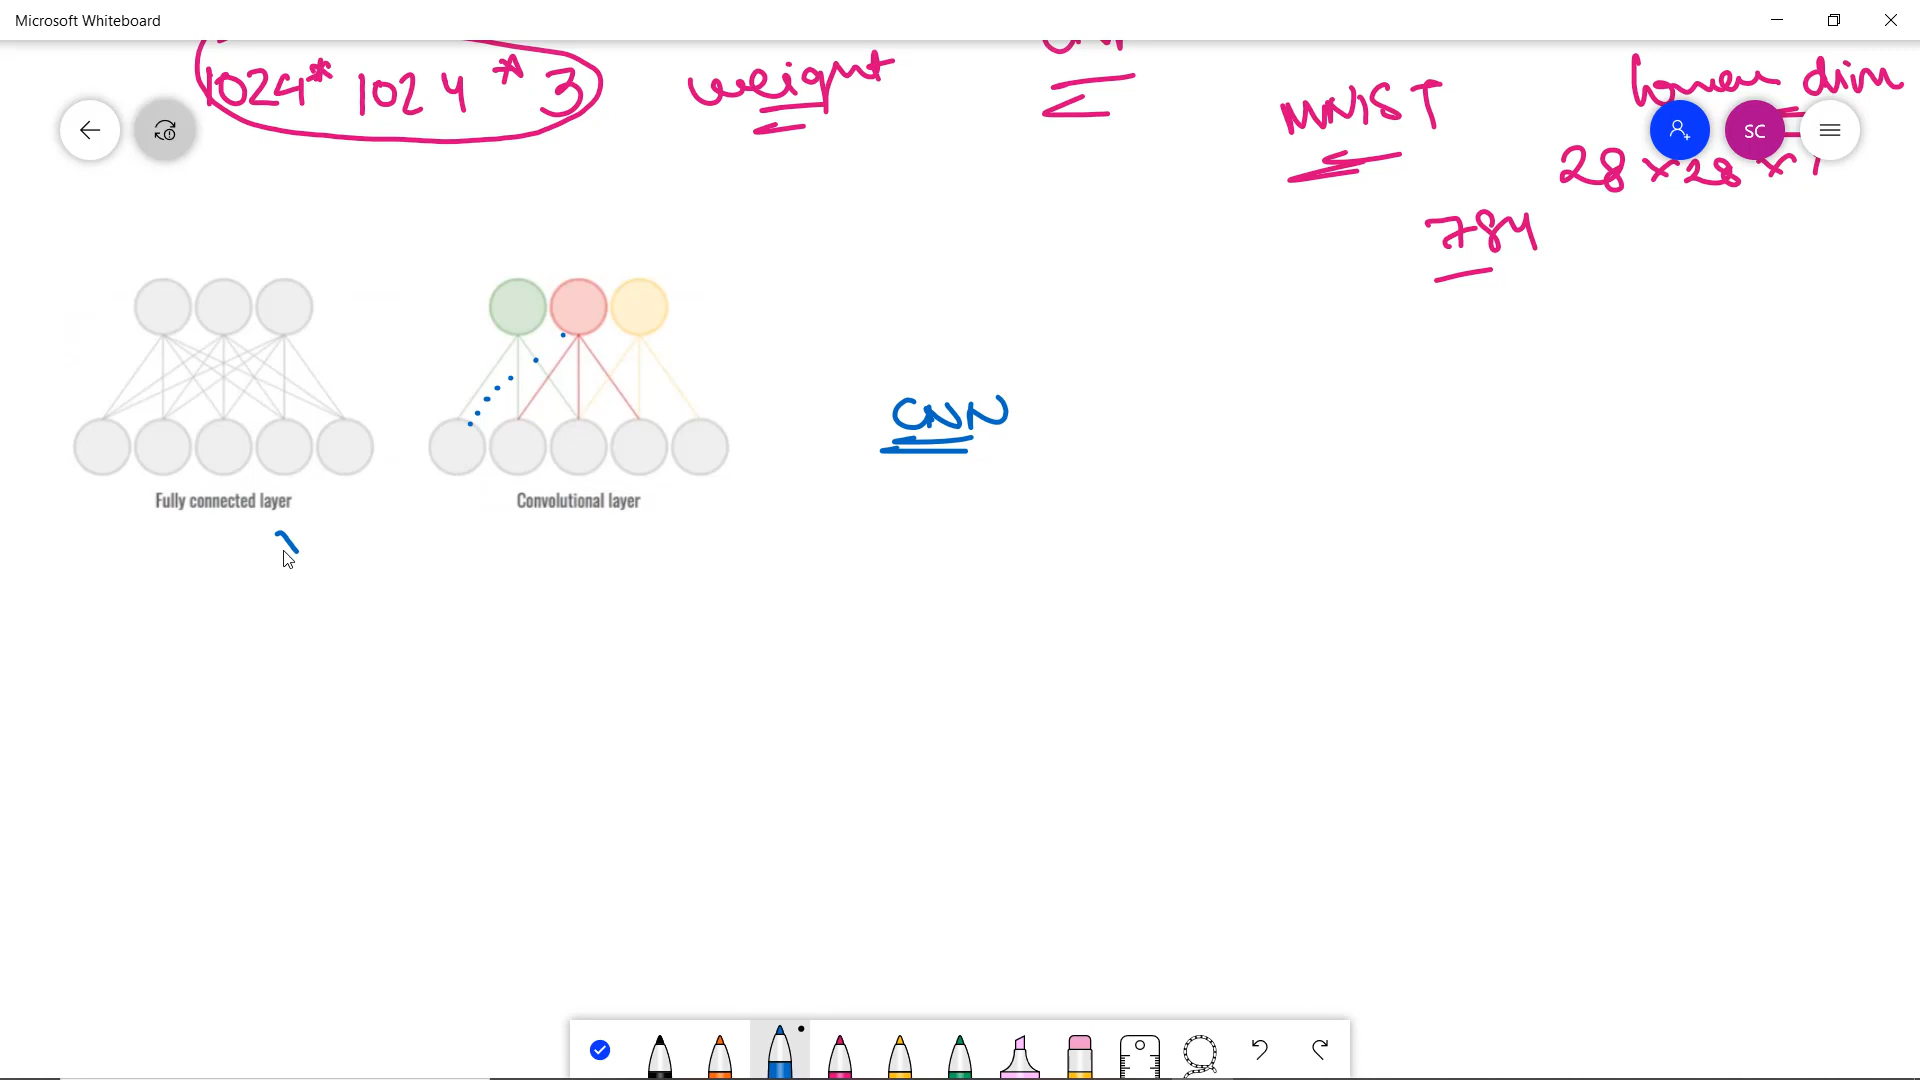 Microsoft Whiteboard
1024 * 1024 * 3
weight
MNIST
lower dim
SC
28 x 28 x 1
784
CNN
Fully connected layer
Convolutional layer